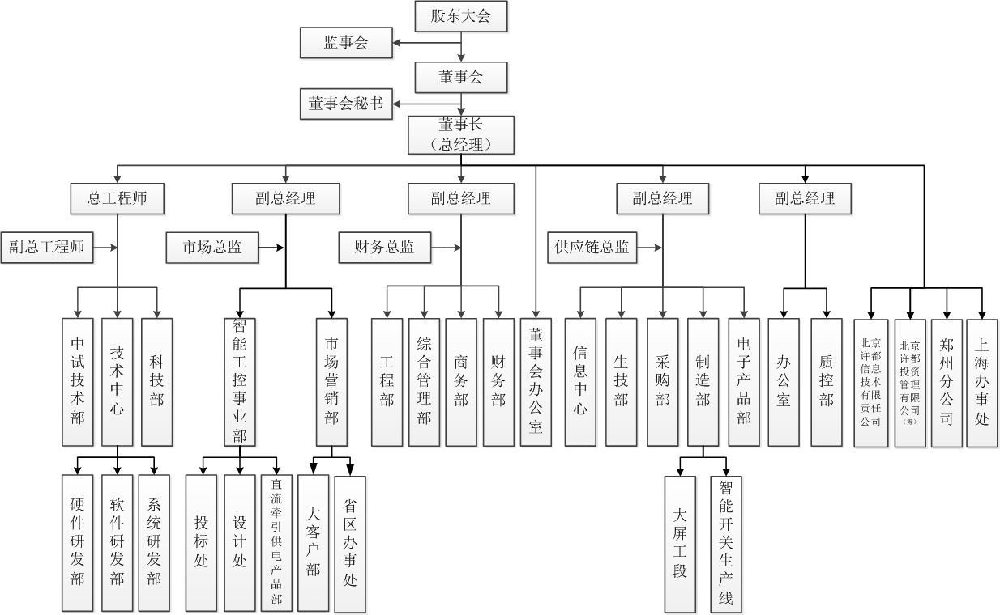 股东大会
监事会
董事会
董事会秘书
董事长
（总经理）
总工程师
副总经理
副总经理
副总经理
副总经理
副总工程师
市场总监
财务总监
供应链总监
中试技术部
技术中心
科技部
智能工控事业部
市场营销部
工程部
综合管理部
商务部
财务部
董事会办公室
信息中心
生技部
采购部
制造部
电子产品部
办公室
质控部
北京许都信息技术有限责任公司
北京许都投资管理有限公司（筹）
郑州分公司
上海办事处
硬件研发部
软件研发部
系统研发部
投标处
设计处
直流牵引供电产品部
大客户部
省区办事处
大屏工段
智能开关生产线